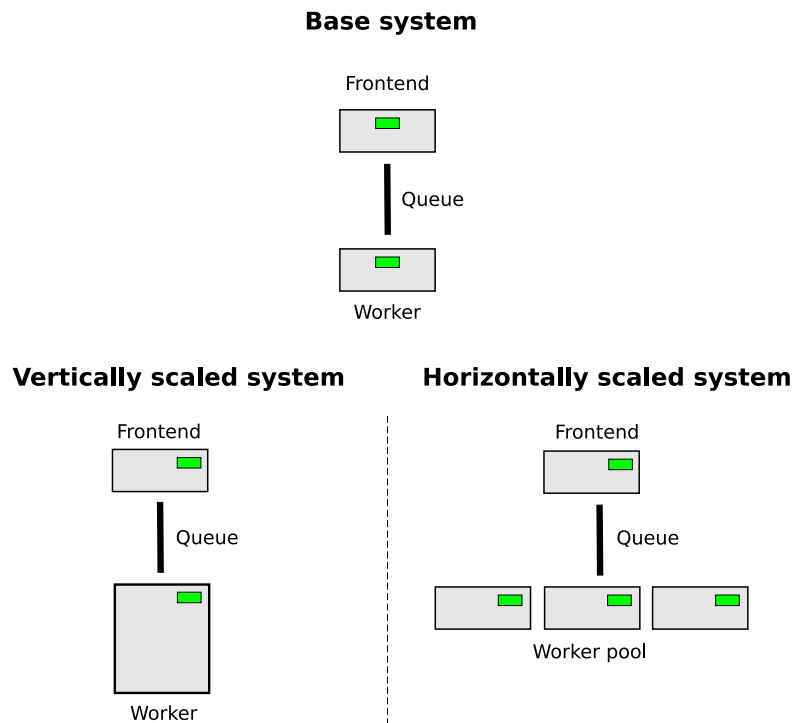 Base system
Frontend
Queue
Worker
Vertically scaled system
Frontend
Queue
Worker
Horizontally scaled system
Frontend
Queue
Worker pool